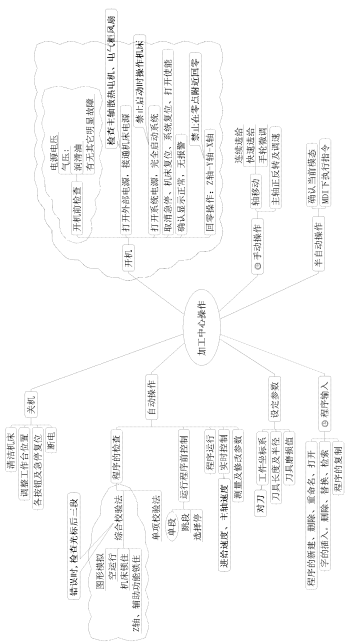 加工中心操作
开机
开机前检查
电源电压
气压:
润滑油
有无其它明显故障
打开外部电源，接通机床电源
检查主轴散热电机、电气柜风扇
打开系统电源，完全启动系统
禁止启动时操作机床
取消急停、机床复位、系统复位、打开使能
确认显示正常，无报警
回零操作：Z轴-Y轴-X轴
禁止在零点附近回零
手动操作
轴移动
连续进给
快速进给
手轮微调
主轴正反转及调速
半自动操作
确认当前模态
MDI下执行指令
关机
清洁机床
调整工作台位置
各按钮及急停复位
断电
自动操作
程序的检查
错误时,检查光标后三段
综合校验法
图形模拟
空运行
机床锁住
Z轴、辅助功能锁住
单项校验法
运行程序前控制
单段
跳段
选择停
实时控制
程序运行
进给速度、主轴速度
测量及修改参数
设定参数
对刀
工件坐标系
刀具长度及半径
刀具磨损值
程序输入
程序的新建、删除、重命名、打开
字的插入、删除、替换、检索
程序的复制